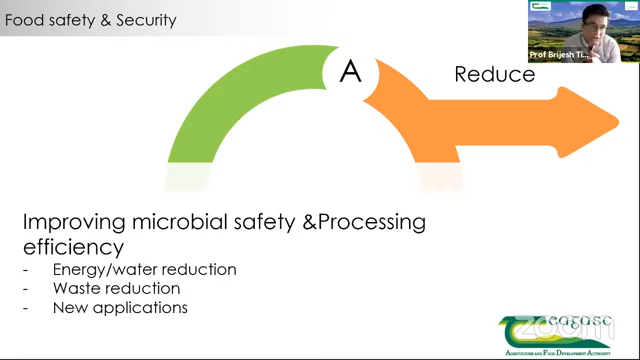 Food safety & Security
Prof Brijesh Ti...
A
Reduce
Improving microbial safety &Processing
efficiency
- Energy/water reduction
- Waste reduction
- New applications
zoom
Agriculture and Food Development Authority